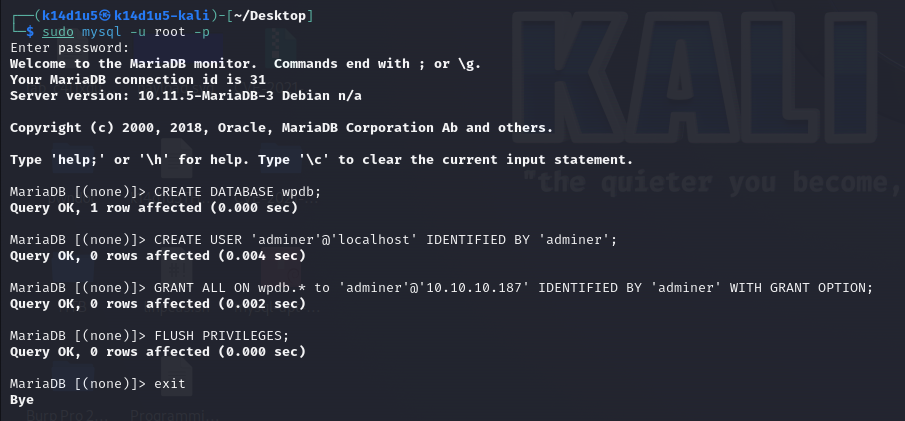 ┌──(k14d1u5㉿k14d1u5-kali)-[~/Desktop]
└─$ sudo mysql -u root -p
Enter password:
Welcome to the MariaDB monitor.  Commands end with ; or \g.
Your MariaDB connection id is 31
Server version: 10.11.5-MariaDB-3 Debian n/a
Copyright (c) 2000, 2018, Oracle, MariaDB Corporation Ab and others.
Type 'help;' or '\h' for help. Type '\c' to clear the current input statement.
MariaDB [(none)]> CREATE DATABASE wpdb;
Query OK, 1 row affected (0.000 sec)
MariaDB [(none)]> CREATE USER 'adminer'@'localhost' IDENTIFIED BY 'adminer';
Query OK, 0 rows affected (0.004 sec)
MariaDB [(none)]> GRANT ALL ON wpdb.* to 'adminer'@'10.10.10.187' IDENTIFIED BY 'adminer' WITH GRANT OPTION;
Query OK, 0 rows affected (0.002 sec)
MariaDB [(none)]> FLUSH PRIVILEGES;
Query OK, 0 rows affected (0.000 sec)
MariaDB [(none)]> exit
Bye
KALI
"the quieter you become,
Burp Pro 2...
Programmi...